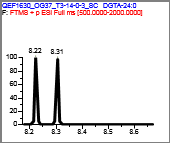 QEF1630_OG37_T3-14-0-3_SC DGTA-24:0
F: FTMS + p ESI Full ms [500.0000-2000.0000]
8.22 8.31
100
80
60
40
20
0
8.2 8.3 8.4 8.5 8.6